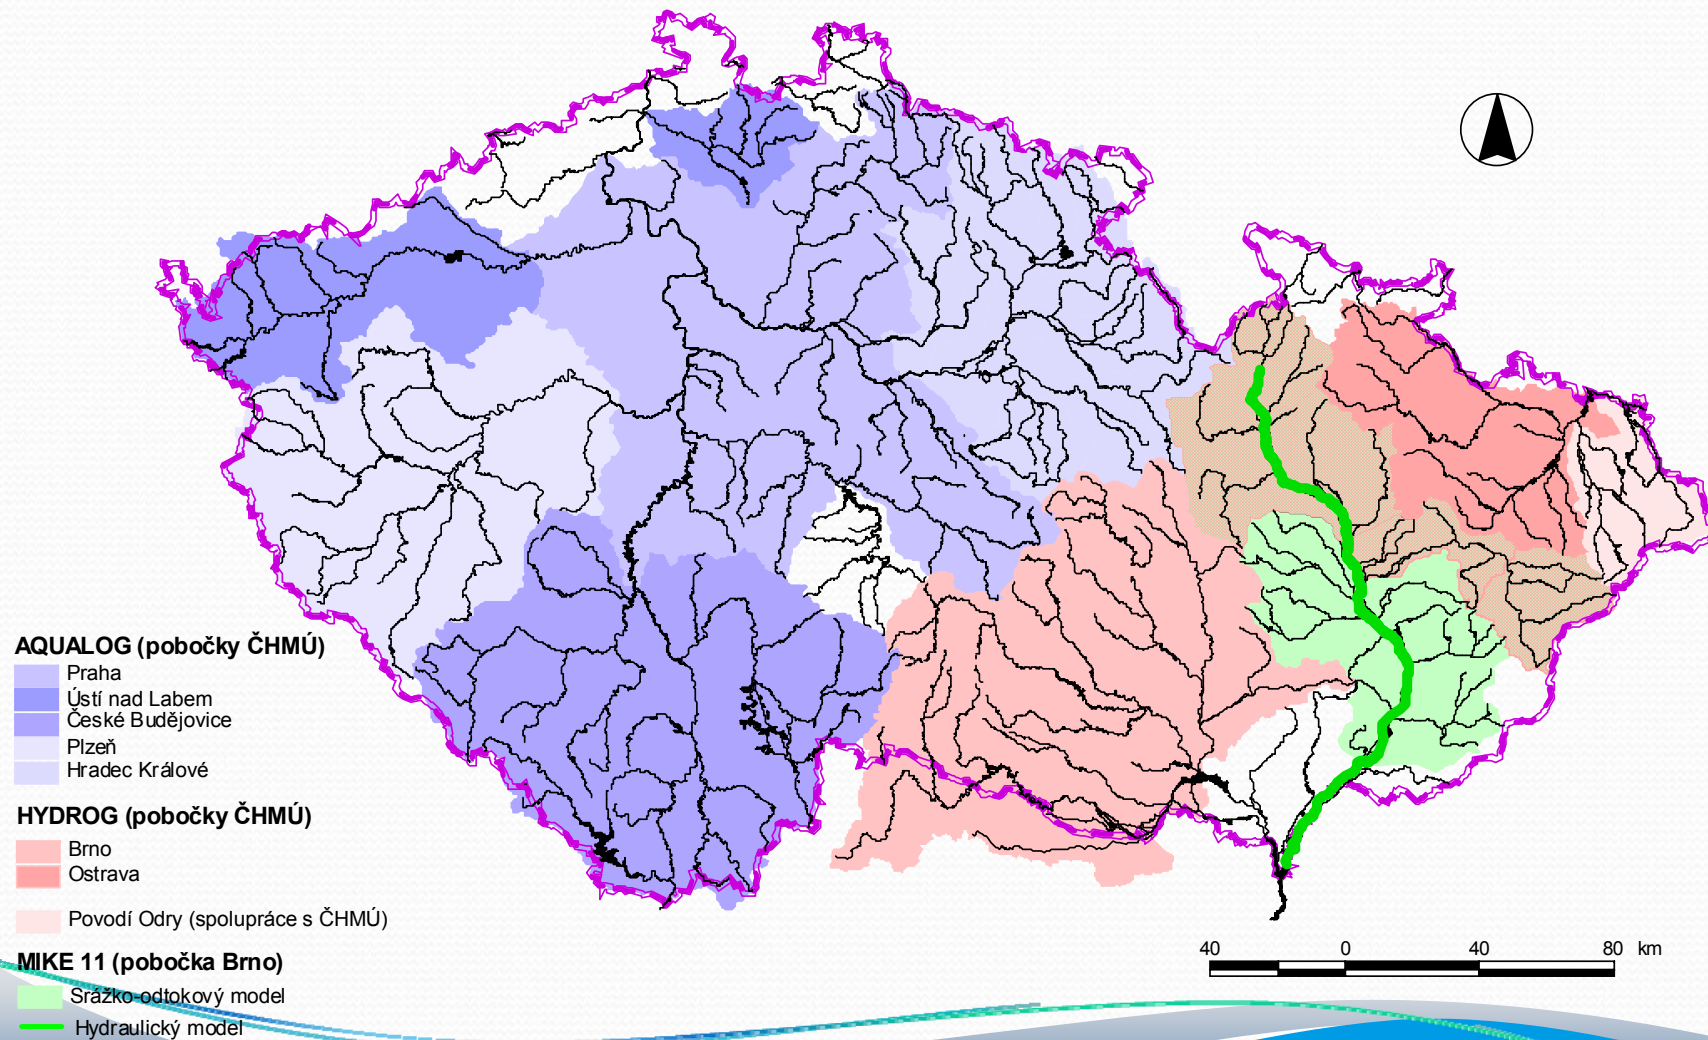 AQUALOG (pobočky ČHMÚ)
Praha
Ústí nad Labem
České Budějovice
Plzeň
Hradec Králové
HYDROG (pobočky ČHMÚ)
Brno
Ostrava
Povodí Odry (spolupráce s ČHMÚ)
MIKE 11 (pobočka Brno)
Srážko-odtokový model
Hydraulický model
40 0 40 80 km